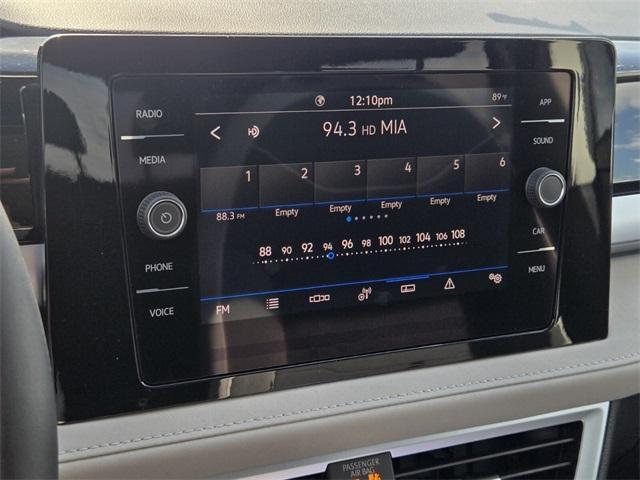 RADIO
MEDIA
PHONE
VOICE
12:10pm
89°F
94.3 HD MIA
1 2 3 4 5 6
88.3 FM Empty Empty Empty Empty Empty
88 90 92 94 96 98 100 102 104 106 108
FM
APP
SOUND
CAR
MENU
PASSENGER
AIR BAG